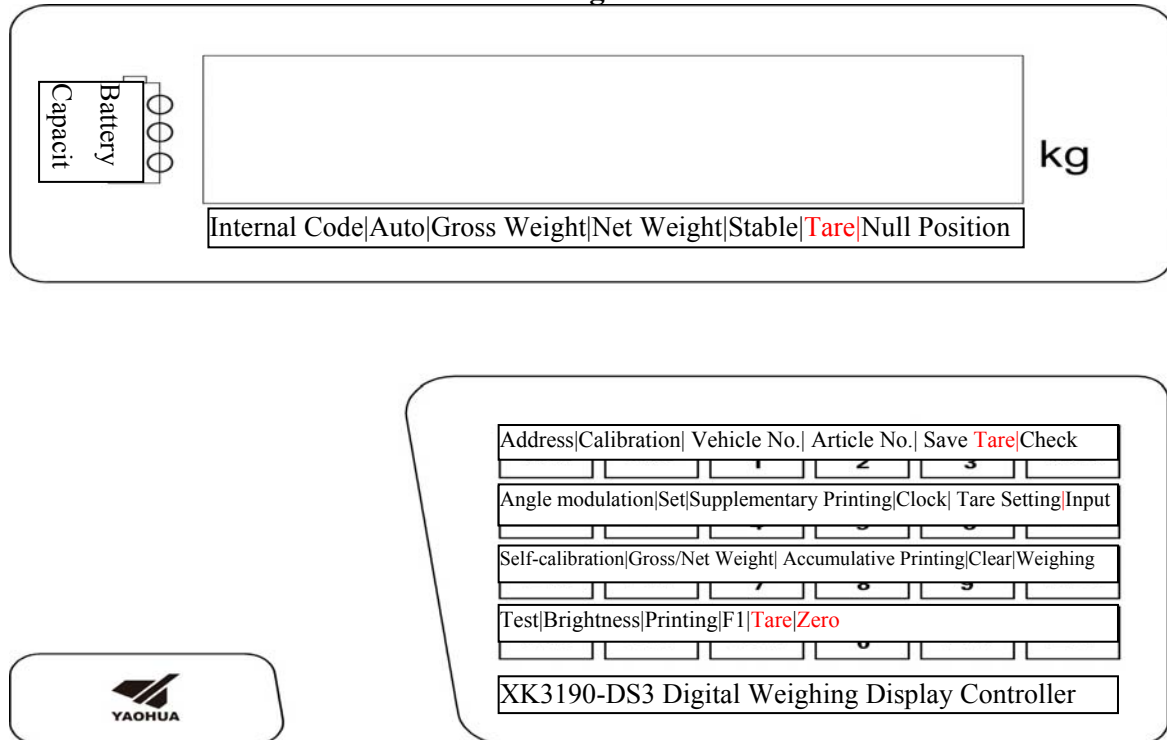 Battery
Capacit
kg
Internal Code|Auto|Gross Weight|Net Weight|Stable|Tare|Null Position
Address|Calibration| Vehicle No.| Article No.| Save Tare|Check
1 2 3
Angle modulation|Set|Supplementary Printing|Clock| Tare Setting|Input
Self-calibration|Gross/Net Weight| Accumulative Printing|Clear|Weighing
7 8 9
Test|Brightness|Printing|F1|Tare|Zero
XK3190-DS3 Digital Weighing Display Controller
YAOHUA